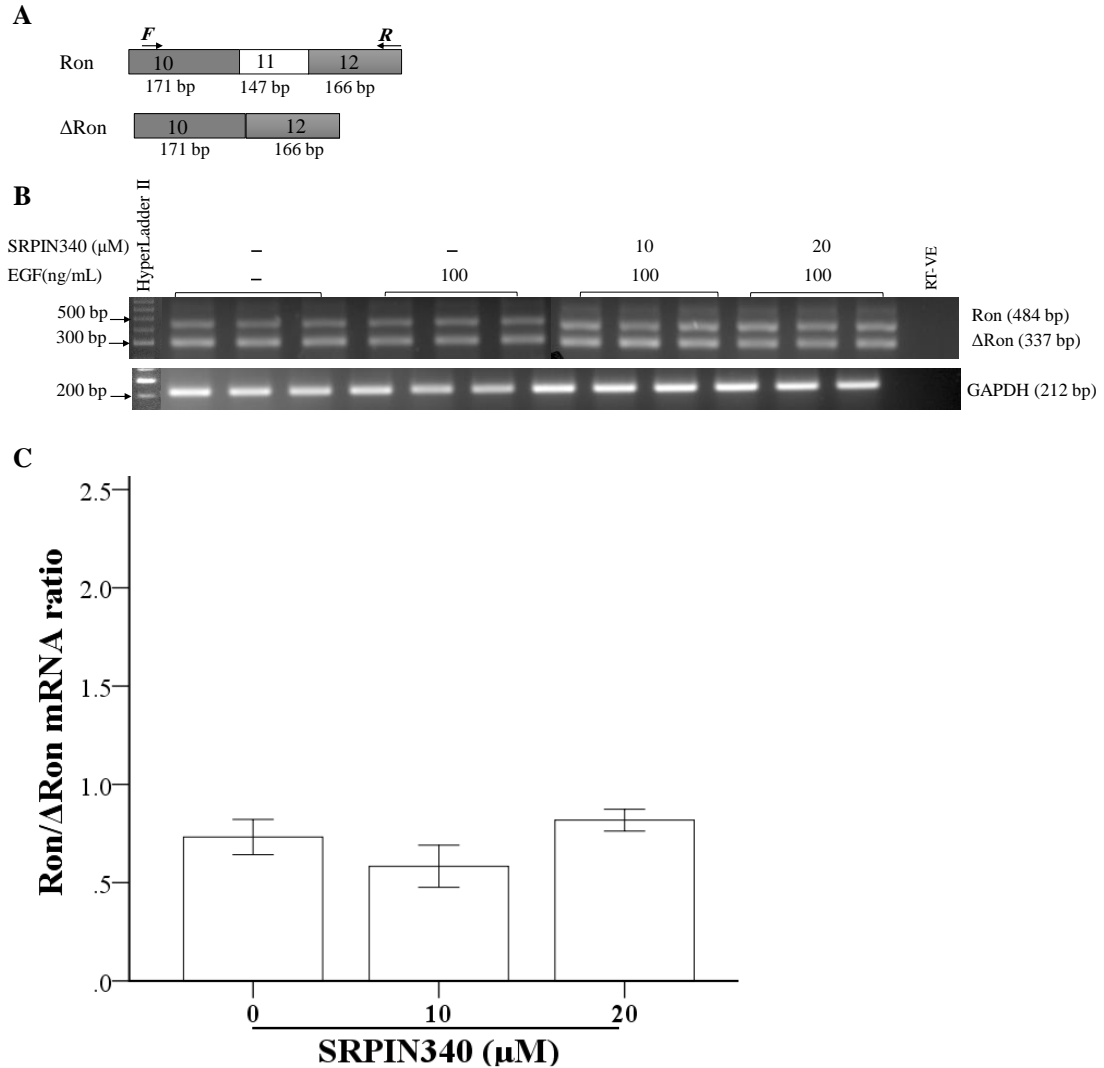 A
F R
Ron 10 11 12
171 bp 147 bp 166 bp
ΔRon 10 12
171 bp 166 bp
B
HyperLadder II
SRPIN340 (μM) – – 10 20
EGF(ng/mL) – 100 100 100
RT-VE
500 bp
300 bp
Ron (484 bp)
ΔRon (337 bp)
200 bp
GAPDH (212 bp)
C
Ron/ΔRon mRNA ratio
2.5
2.0
1.5
1.0
.5
.0
0 10 20
SRPIN340 (μM)